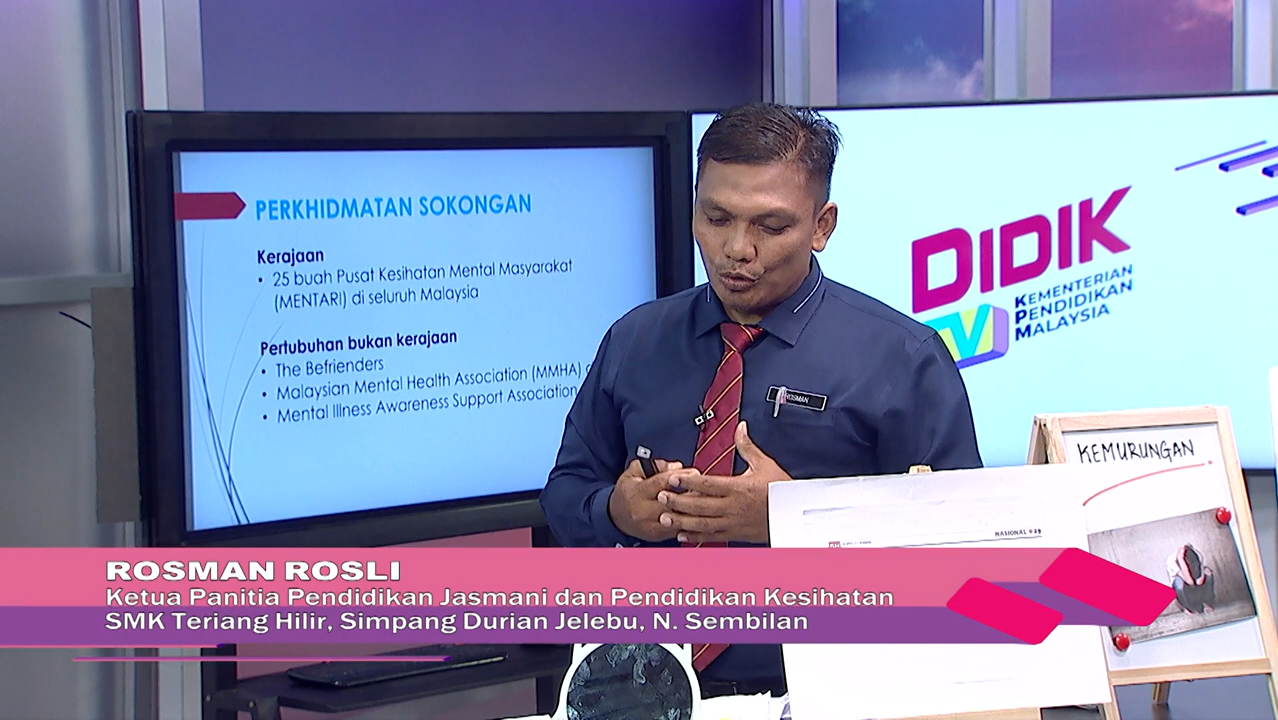 PERKHIDMATAN SOKONGAN
Kerajaan
• 25 buah Pusat Kesihatan Mental Masyarakat
(MENTARI) di seluruh Malaysia
Pertubuhan bukan kerajaan
• The Befrienders
• Malaysian Mental Health Association (MMHA)
• Mental Illness Awareness Support Association
DIDIK
TV
KEMENTERIAN
PENDIDIKAN
MALAYSIA
ROSMAN
KEMURUNGAN
NASIONAL
ROSMAN ROSLI
Ketua Panitia Pendidikan Jasmani dan Pendidikan Kesihatan
SMK Teriang Hilir, Simpang Durian Jelebu, N. Sembilan